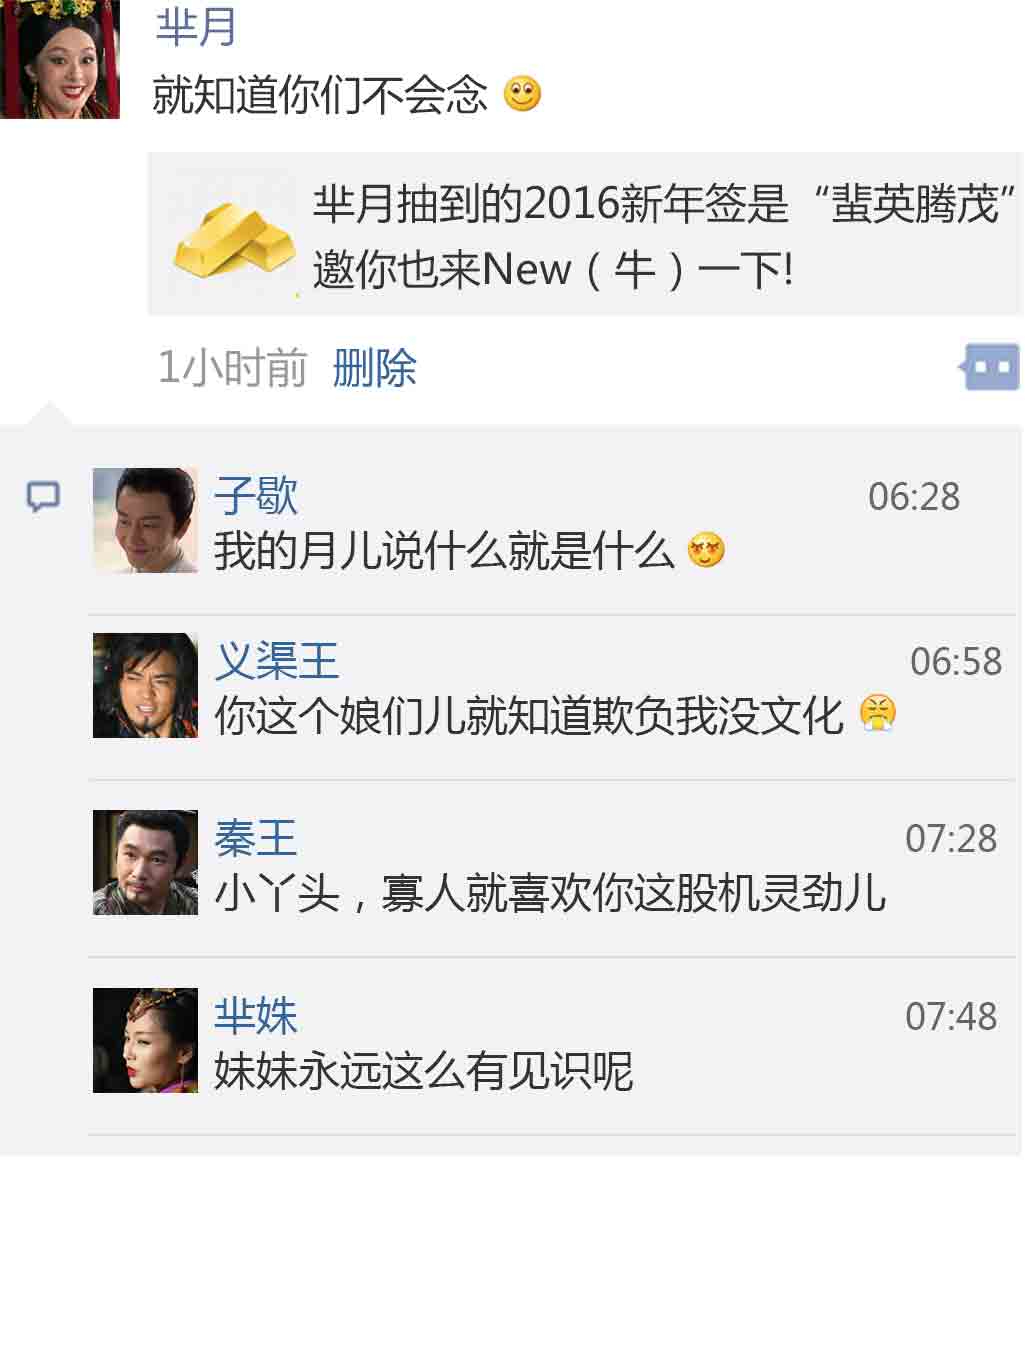 芈月
就知道你们不会念
芈月抽到的2016新年签是“蜚英腾茂”
邀你也来New（牛）一下!
1小时前 删除
子歇 06:28
我的月儿说什么就是什么
义渠王 06:58
你这个娘们儿就知道欺负我没文化
秦王 07:28
小丫头，寡人就喜欢你这股机灵劲儿
芈姝 07:48
妹妹永远这么有见识呢